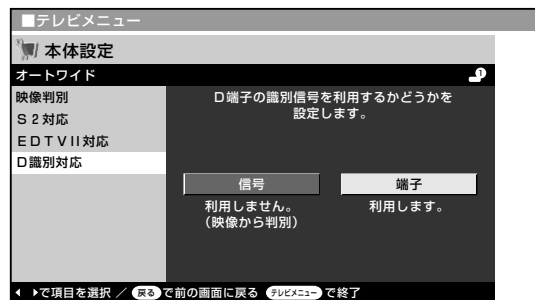 ■テレビメニュー
本体設定
オートワイド
映像判別
S2対応
EDTVII対応
D識別対応
D端子の識別信号を利用するかどうかを
設定します。
信号
端子
利用しません。
(映像から判別)
利用します。
で項目を選択 / 戻る で前の画面に戻る テレビメニュー で終了